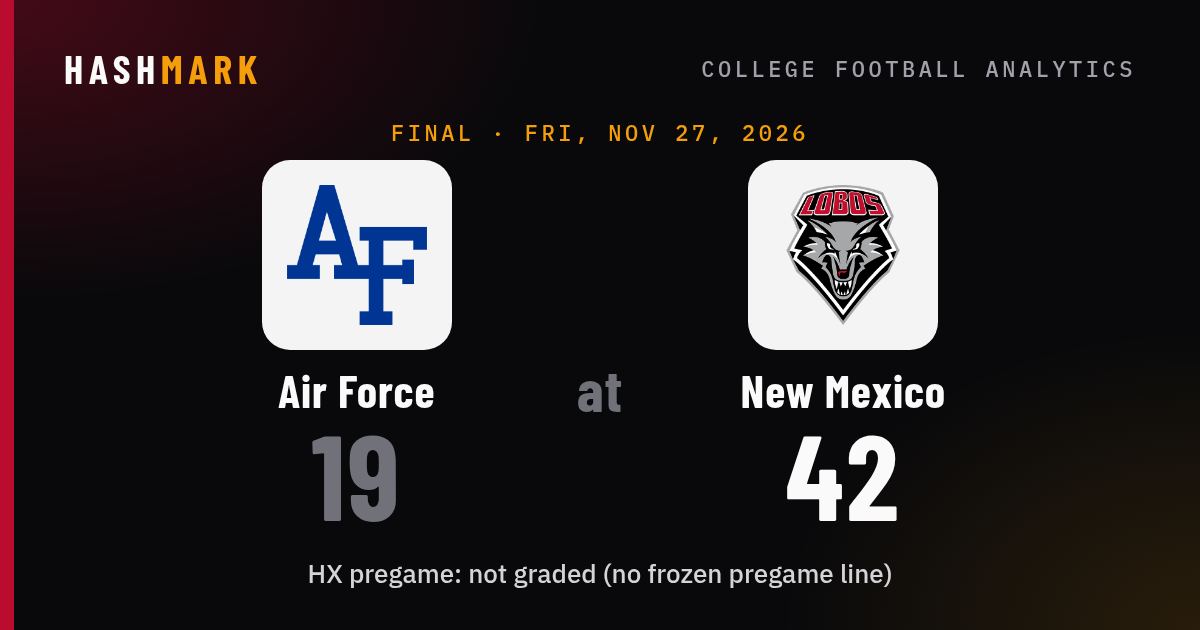 HASHMARK
COLLEGE FOOTBALL ANALYTICS
FINAL · FRI, NOV 27, 2026
AF
LOBOS
Air Force
at
New Mexico
19
42
HX pregame: not graded (no frozen pregame line)